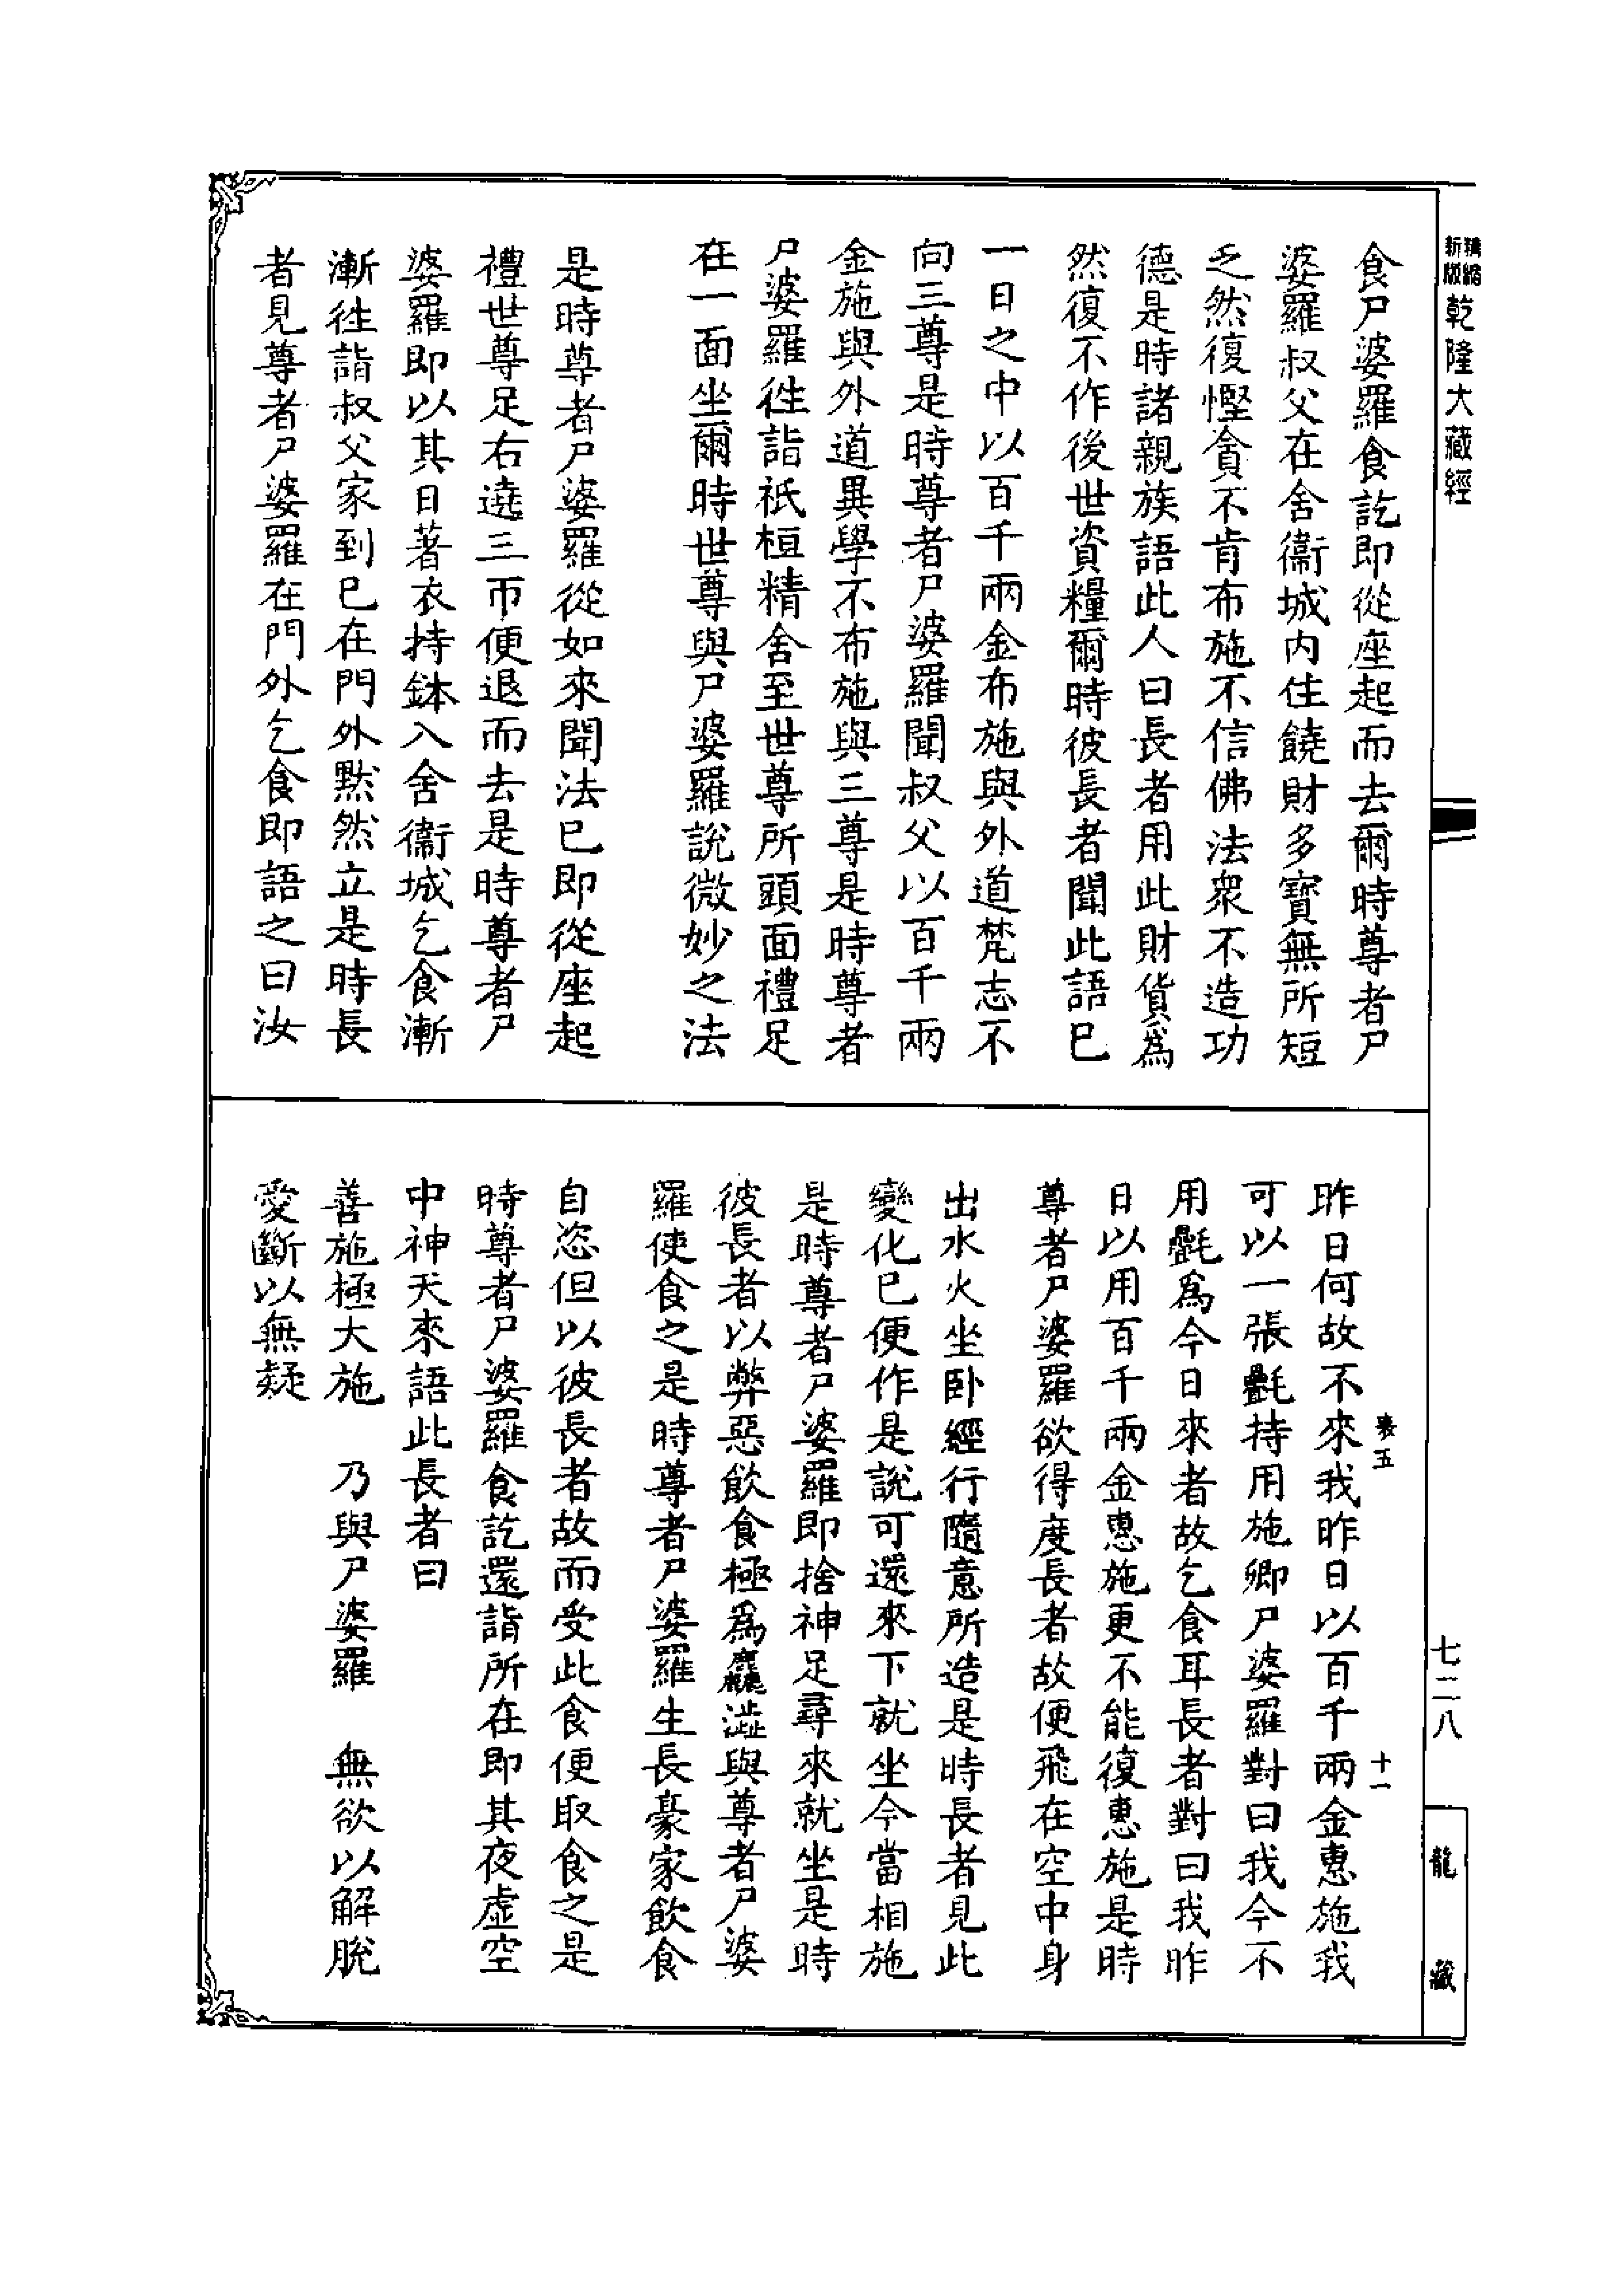 新版精縮乾隆大藏經
食尸婆羅食訖即從座起而去爾時尊者尸
婆羅叔父在舍衞城内住饒財多寶無所短
乏然復慳貪不肯布施不信佛法衆不造功
德是時諸親族語此人曰長者用此財貨爲
然復不作後世資糧爾時彼長者聞此語已
一日之中以百千兩金布施與外道梵志不
向三尊是時尊者尸婆羅聞叔父以百千兩
金施與外道異學不布施與三尊是時尊者
尸婆羅徃詣祇桓精舍至世尊所頭面禮足
在一面坐爾時世尊與尸婆羅說微妙之法
是時尊者尸婆羅從如來聞法已即從座起
禮世尊足右遶三帀便退而去是時尊者尸
婆羅即以其日著衣持鉢入舍衞城乞食漸
漸徃詣叔父家到已在門外默然立是時長
者見尊者尸婆羅在門外乞食即語之曰汝
昨日何故不來我昨日以百千兩金惠施我
可以一張㲲持用施卿尸婆羅對曰我今不
用㲲爲今日來者故乞食耳長者對曰我昨
日以用百千兩金惠施更不能復惠施是時
尊者尸婆羅欲得度長者故便飛在空中身
出水火坐卧經行隨意所造是時長者見此
變化已便作是說可還來下就坐今當相施
是時尊者尸婆羅即捨神足尋來就坐是時
彼長者以弊惡飲食極爲麤澁與尊者尸婆
羅使食之是時尊者尸婆羅生長豪家飲食
自恣但以彼長者故而受此食便取食之是
時尊者尸婆羅食訖還詣所在即其夜虛空
中神天來語此長者曰
善施極大施　乃與尸婆羅　無欲以解脫
愛斷以無疑
五
十一
七二八
龍藏